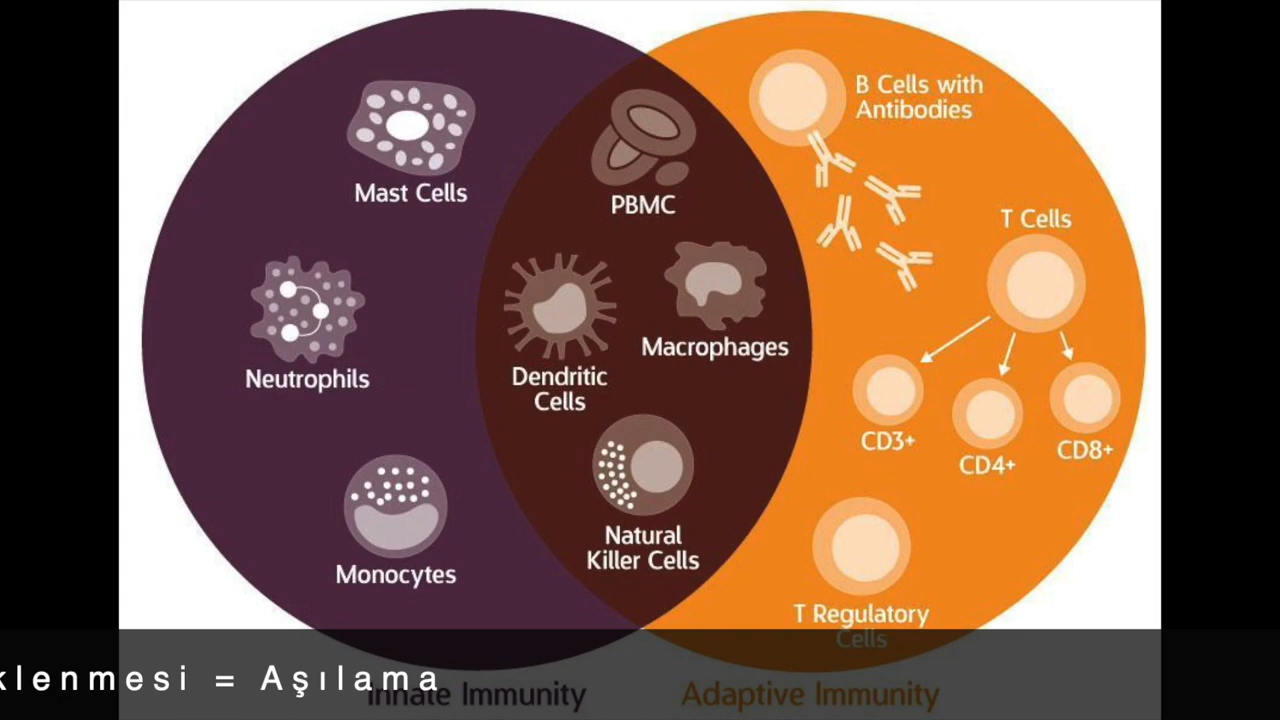 B Cells with
Antibodies
Mast Cells
PBMC
T Cells
Macrophages
Neutrophils
Dendritic
Cells
CD3+
CD4+
CD8+
Natural
Killer Cells
Monocytes
T Regulatory
Cells
klenmesi = Aşılama
Innate Immunity
Adaptive Immunity